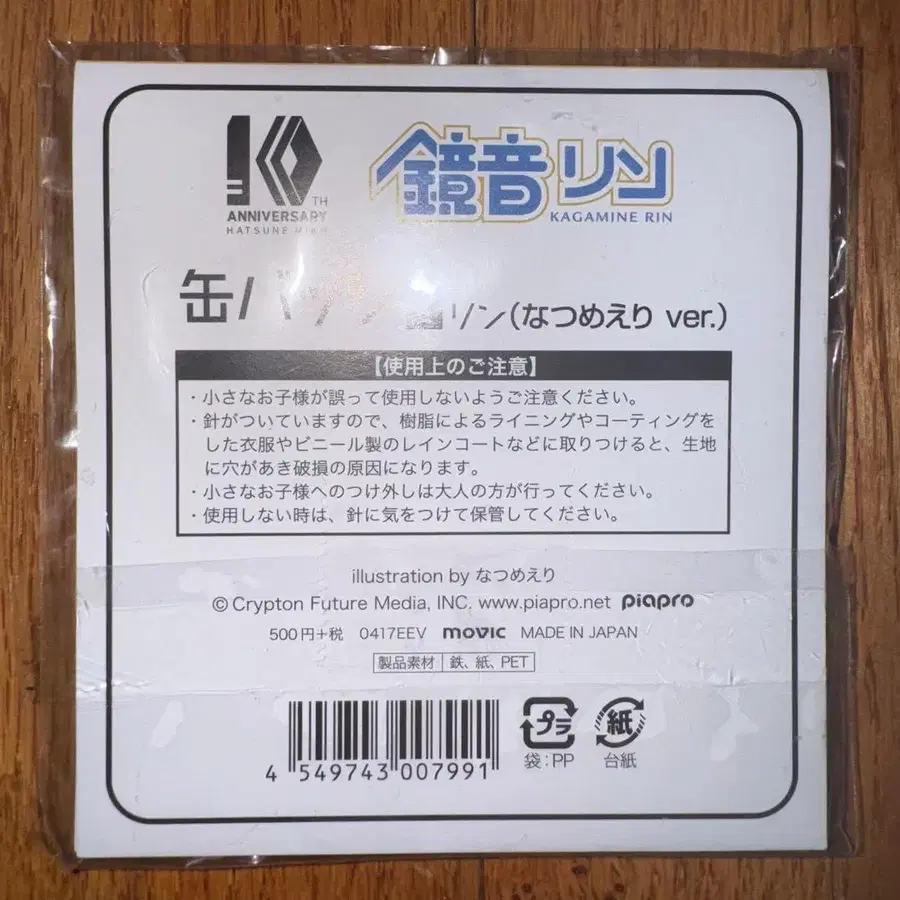 10TH
ANNIVERSARY
HATSUNE MIKU
鏡音リン
KAGAMINE RIN
缶バッジ リン(なつめえり ver.)
【使用上のご注意】
・小さなお子様が誤って使用しないようご注意ください。
・針がついていますので、樹脂によるライニングやコーティングを
した衣服やビニール製のレインコートなどに取りつけると、生地
に穴があき破損の原因になります。
・小さなお子様へのつけ外しは大人の方が行ってください。
・使用しない時は、針に気をつけて保管してください。
illustration by なつめえり
© Crypton Future Media, INC. www.piapro.net piapro
500円+税 0417EEV movic MADE IN JAPAN
製品素材 鉄、紙、PET
4 549743 007991
プラ 紙
袋:PP 台紙